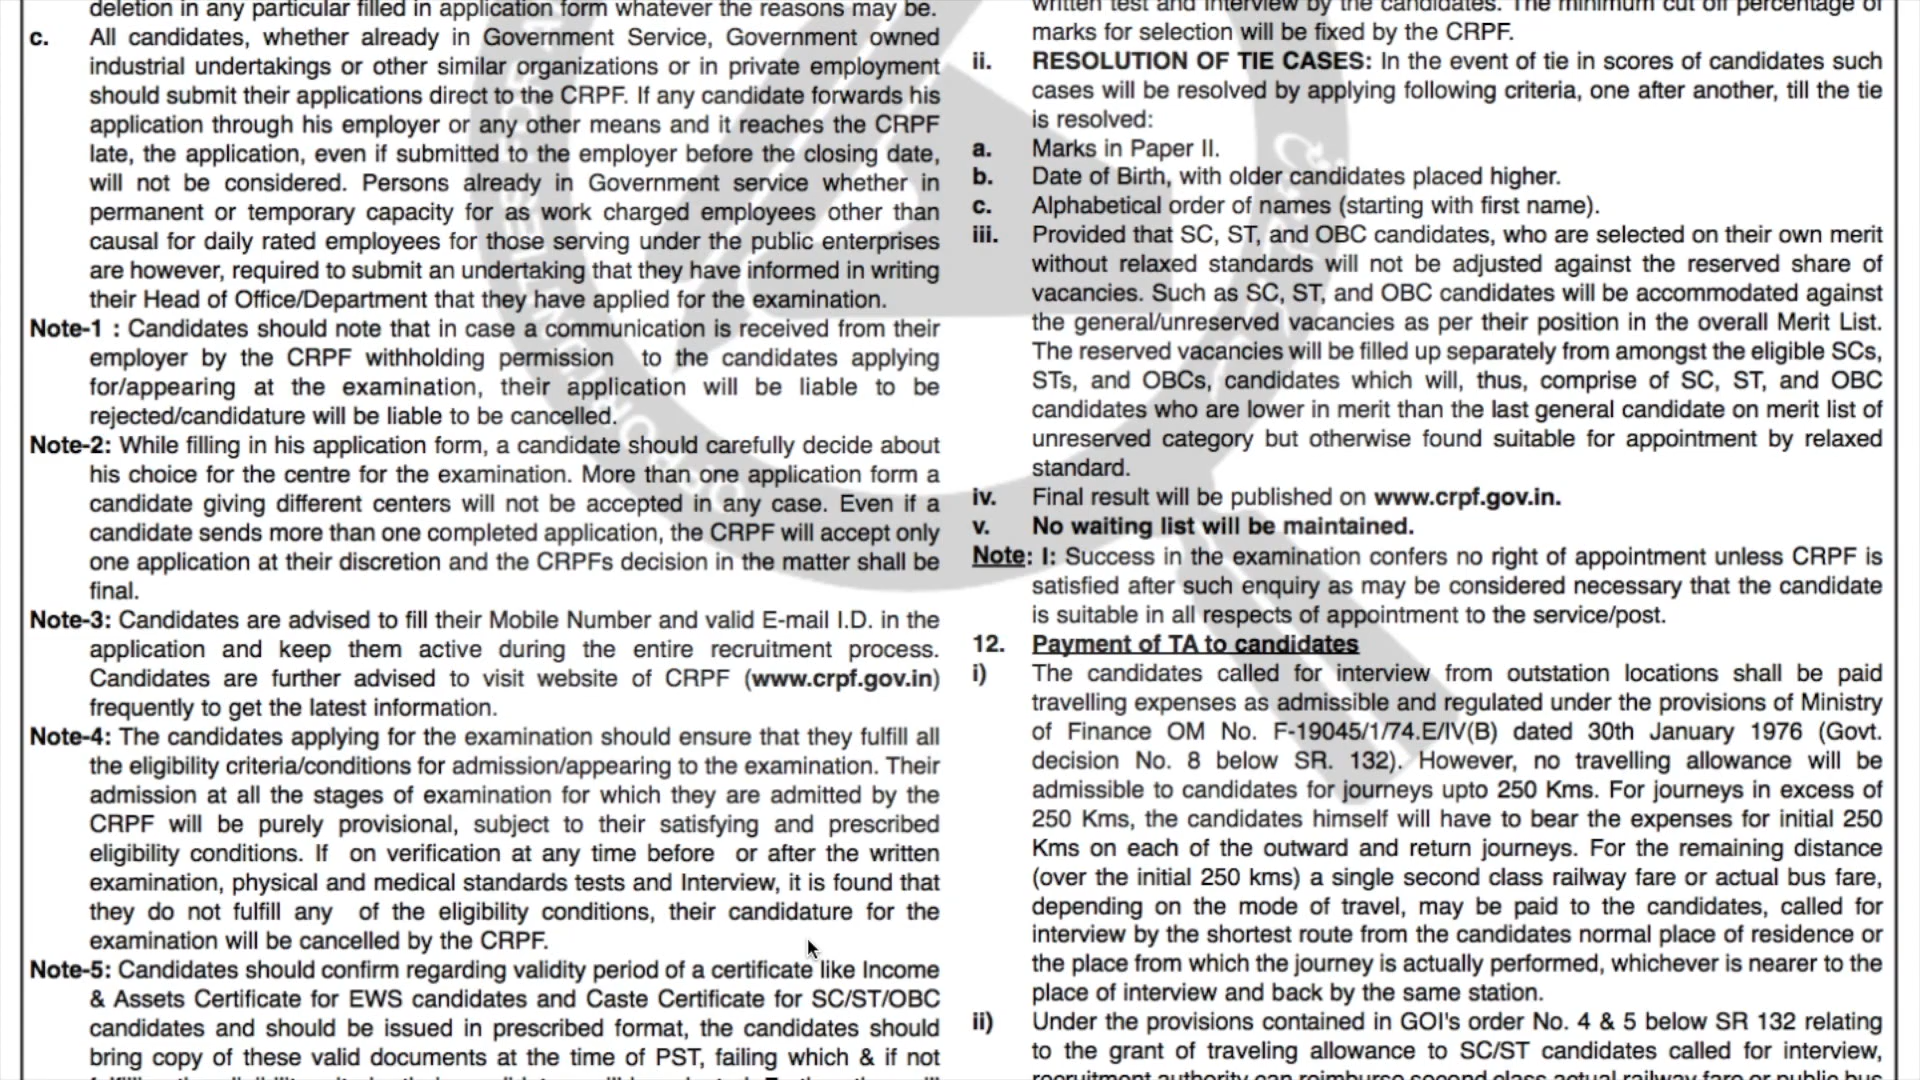 deletion in any particular filled in application form whatever the reasons may be.
c. All candidates, whether already in Government Service, Government owned
industrial undertakings or other similar organizations or in private employment
should submit their applications direct to the CRPF. If any candidate forwards his
application through his employer or any other means and it reaches the CRPF
late, the application, even if submitted to the employer before the closing date,
will not be considered. Persons already in Government service whether in
permanent or temporary capacity for as work charged employees other than
causal for daily rated employees for those serving under the public enterprises
are however, required to submit an undertaking that they have informed in writing
their Head of Office/Department that they have applied for the examination.
Note-1 : Candidates should note that in case a communication is received from their
employer by the CRPF withholding permission to the candidates applying
for/appearing at the examination, their application will be liable to be
rejected/candidature will be liable to be cancelled.
Note-2: While filling in his application form, a candidate should carefully decide about
his choice for the centre for the examination. More than one application form a
candidate giving different centers will not be accepted in any case. Even if a
candidate sends more than one completed application, the CRPF will accept only
one application at their discretion and the CRPFs decision in the matter shall be
final.
Note-3: Candidates are advised to fill their Mobile Number and valid E-mail I.D. in the
application and keep them active during the entire recruitment process.
Candidates are further advised to visit website of CRPF (www.crpf.gov.in)
frequently to get the latest information.
Note-4: The candidates applying for the examination should ensure that they fulfill all
the eligibility criteria/conditions for admission/appearing to the examination. Their
admission at all the stages of examination for which they are admitted by the
CRPF will be purely provisional, subject to their satisfying and prescribed
eligibility conditions. If on verification at any time before or after the written
examination, physical and medical standards tests and Interview, it is found that
they do not fulfill any of the eligibility conditions, their candidature for the
examination will be cancelled by the CRPF.
Note-5: Candidates should confirm regarding validity period of a certificate like Income
& Assets Certificate for EWS candidates and Caste Certificate for SC/ST/OBC
candidates and should be issued in prescribed format, the candidates should
bring copy of these valid documents at the time of PST, failing which & if not
written test and interview by the candidates. The minimum cut off percentage of
marks for selection will be fixed by the CRPF.
ii. RESOLUTION OF TIE CASES: In the event of tie in scores of candidates such
cases will be resolved by applying following criteria, one after another, till the tie
is resolved:
a. Marks in Paper II.
b. Date of Birth, with older candidates placed higher.
c. Alphabetical order of names (starting with first name).
iii. Provided that SC, ST, and OBC candidates, who are selected on their own merit
without relaxed standards will not be adjusted against the reserved share of
vacancies. Such as SC, ST, and OBC candidates will be accommodated against
the general/unreserved vacancies as per their position in the overall Merit List.
The reserved vacancies will be filled up separately from amongst the eligible SCs,
STs, and OBCs, candidates which will, thus, comprise of SC, ST, and OBC
candidates who are lower in merit than the last general candidate on merit list of
unreserved category but otherwise found suitable for appointment by relaxed
standard.
iv. Final result will be published on www.crpf.gov.in.
v. No waiting list will be maintained.
Note: I: Success in the examination confers no right of appointment unless CRPF is
satisfied after such enquiry as may be considered necessary that the candidate
is suitable in all respects of appointment to the service/post.
12. Payment of TA to candidates
i) The candidates called for interview from outstation locations shall be paid
travelling expenses as admissible and regulated under the provisions of Ministry
of Finance OM No. F-19045/1/74.E/IV(B) dated 30th January 1976 (Govt.
decision No. 8 below SR. 132). However, no travelling allowance will be
admissible to candidates for journeys upto 250 Kms. For journeys in excess of
250 Kms, the candidates himself will have to bear the expenses for initial 250
Kms on each of the outward and return journeys. For the remaining distance
(over the initial 250 kms) a single second class railway fare or actual bus fare,
depending on the mode of travel, may be paid to the candidates, called for
interview by the shortest route from the candidates normal place of residence or
the place from which the journey is actually performed, whichever is nearer to the
place of interview and back by the same station.
ii) Under the provisions contained in GOI's order No. 4 & 5 below SR 132 relating
to the grant of traveling allowance to SC/ST candidates called for interview,
recruitment authority can reimburse second class actual railway fare or public bus